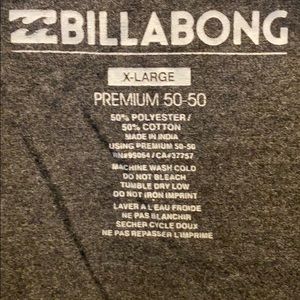 BILLABONG
X-LARGE
PREMIUM 50-50
50% POLYESTER/
50% COTTON
MADE IN INDIA
USING PREMIUM 50-50
RN#95064 / CA#37757
MACHINE WASH COLD
DO NOT BLEACH
TUMBLE DRY LOW
DO NOT IRON IMPRINT
LAVER A L'EAU FROIDE
NE PAS BLANCHIR
SECHER CYCLE DOUX
NE PAS REPASSER L'IMPRIME